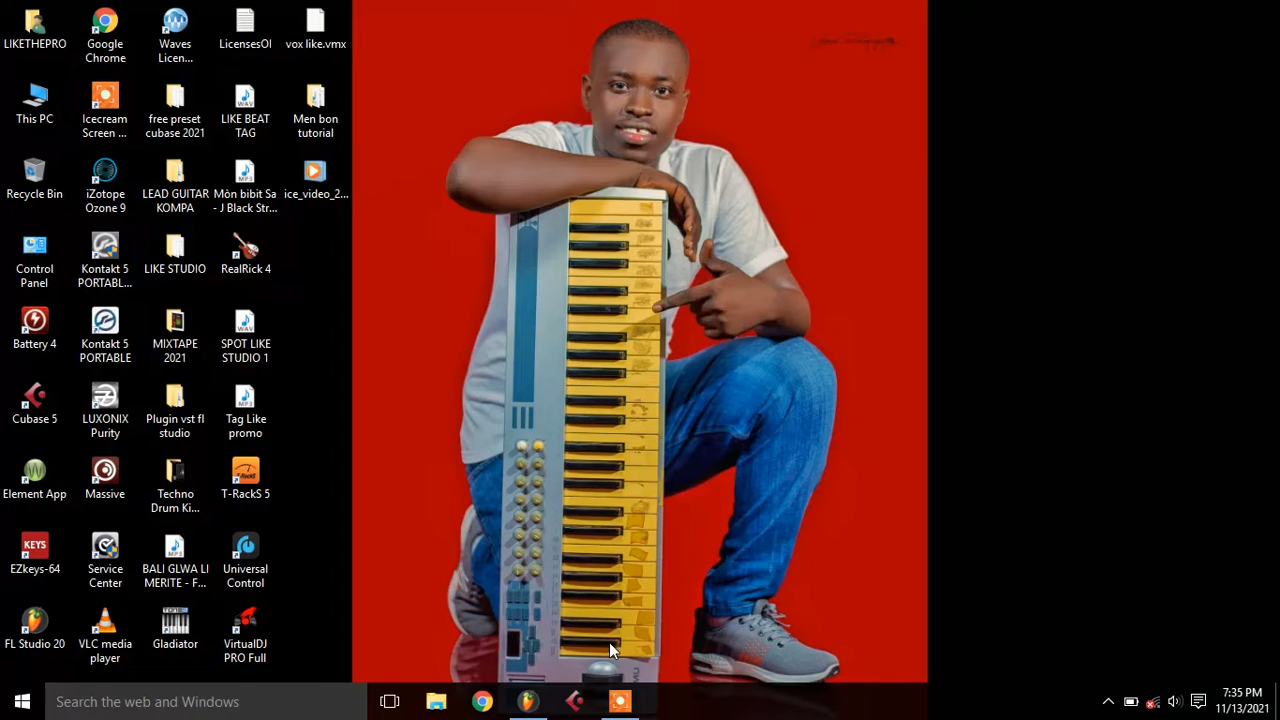 LIKETHEPRO
Google
Chrome
Waves
Licen...
LicensesOl
vox like.vmx
This PC
Icecream
Screen ...
free preset
cubase 2021
LIKE BEAT
TAG
Men bon
tutorial
Recycle Bin
iZotope
Ozone 9
LEAD GUITAR
KOMPA
Mòn bibit Sa
- J Black Str...
ice_video_2...
Control
Panel
Kontakt 5
PORTABL...
LIKE STUDIO
RealRick 4
Battery 4
Kontakt 5
PORTABLE
MIXTAPE
2021
SPOT LIKE
STUDIO 1
Cubase 5
LUXONIX
Purity
Plugin vst fl
studio
Tag Like
promo
Element App
Massive
Techno
Drum Ki...
T-RackS 5
KEYS
EZkeys-64
Service
Center
BALI GLWA LI
MERITE - F...
Universal
Control
FL Studio 20
VLC media
player
Gladiator
VirtualDJ
PRO Full
Search the web and Windows
7:35 PM
11/13/2021